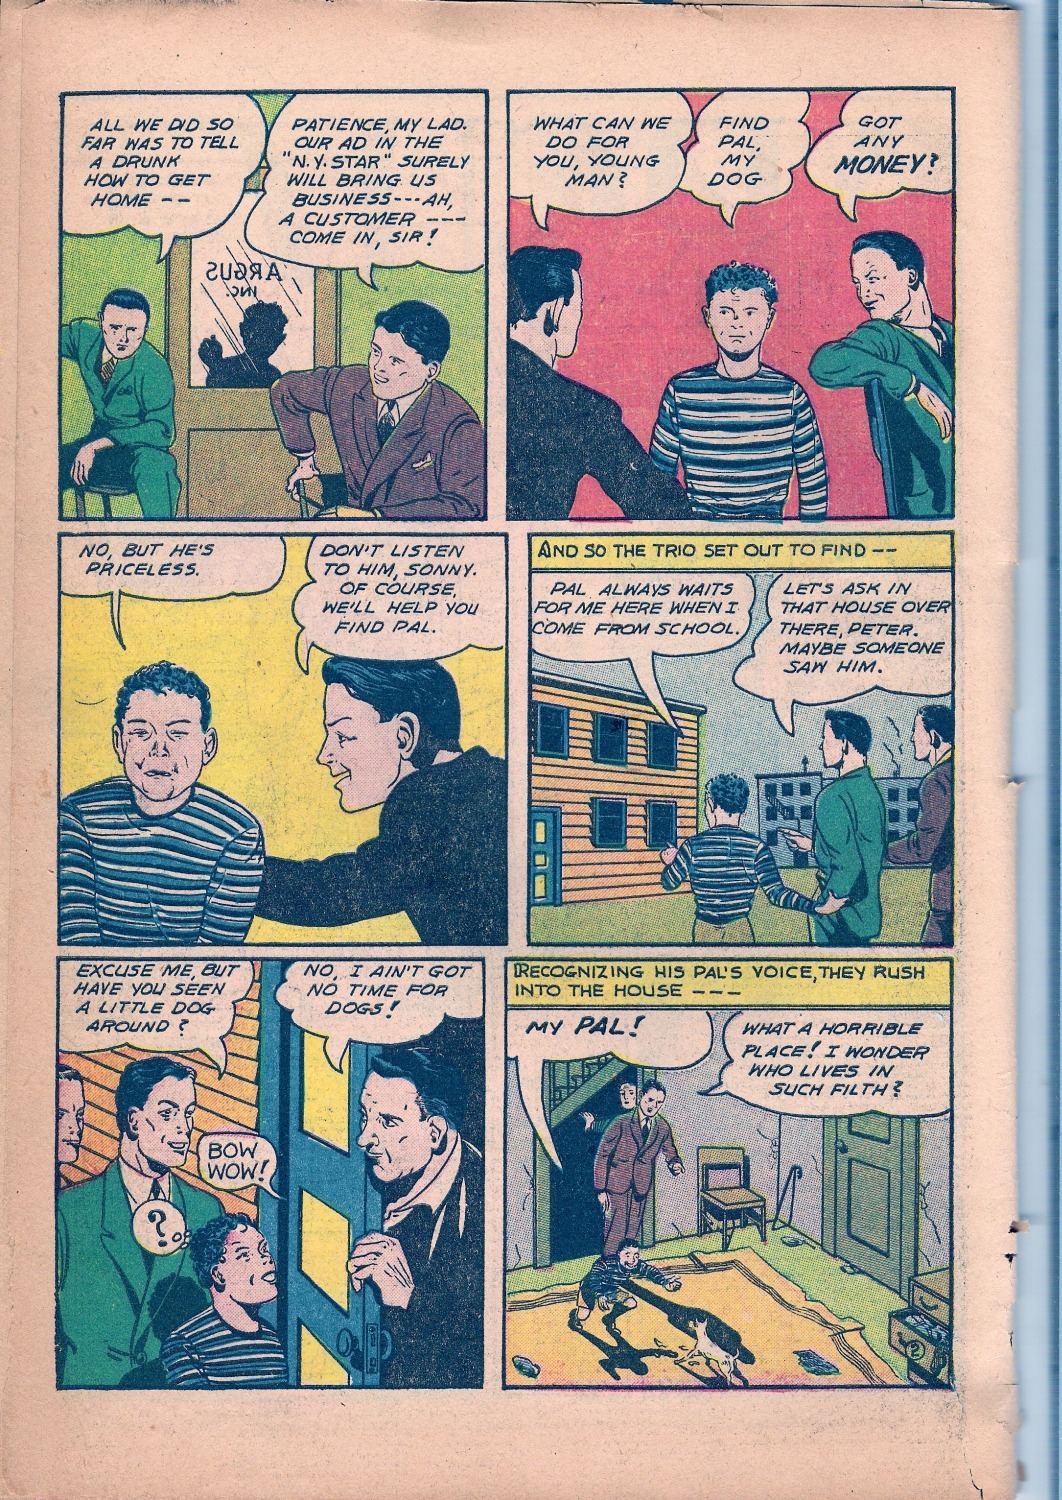 ALL WE DID SO
FAR WAS TO TELL
A DRUNK
HOW TO GET
HOME --
PATIENCE, MY LAD.
OUR AD IN THE
"N.Y. STAR" SURELY
WILL BRING US
BUSINESS---AH,
A CUSTOMER ---
COME IN, SIR!
ARGUS
INC.
WHAT CAN WE
DO FOR
YOU, YOUNG
MAN?
FIND
PAL,
MY
DOG
GOT
ANY
MONEY?
NO, BUT HE'S
PRICELESS.
DON'T LISTEN
TO HIM, SONNY.
OF COURSE,
WE'LL HELP YOU
FIND PAL.
AND SO THE TRIO SET OUT TO FIND --
PAL ALWAYS WAITS
FOR ME HERE WHEN I
COME FROM SCHOOL.
LET'S ASK IN
THAT HOUSE OVER
THERE, PETER.
MAYBE SOMEONE
SAW HIM.
EXCUSE ME, BUT
HAVE YOU SEEN
A LITTLE DOG
AROUND?
NO, I AIN'T GOT
NO TIME FOR
DOGS!
BOW
WOW!
?
RECOGNIZING HIS PAL'S VOICE, THEY RUSH
INTO THE HOUSE ---
MY PAL!
WHAT A HORRIBLE
PLACE! I WONDER
WHO LIVES IN
SUCH FILTH?
2